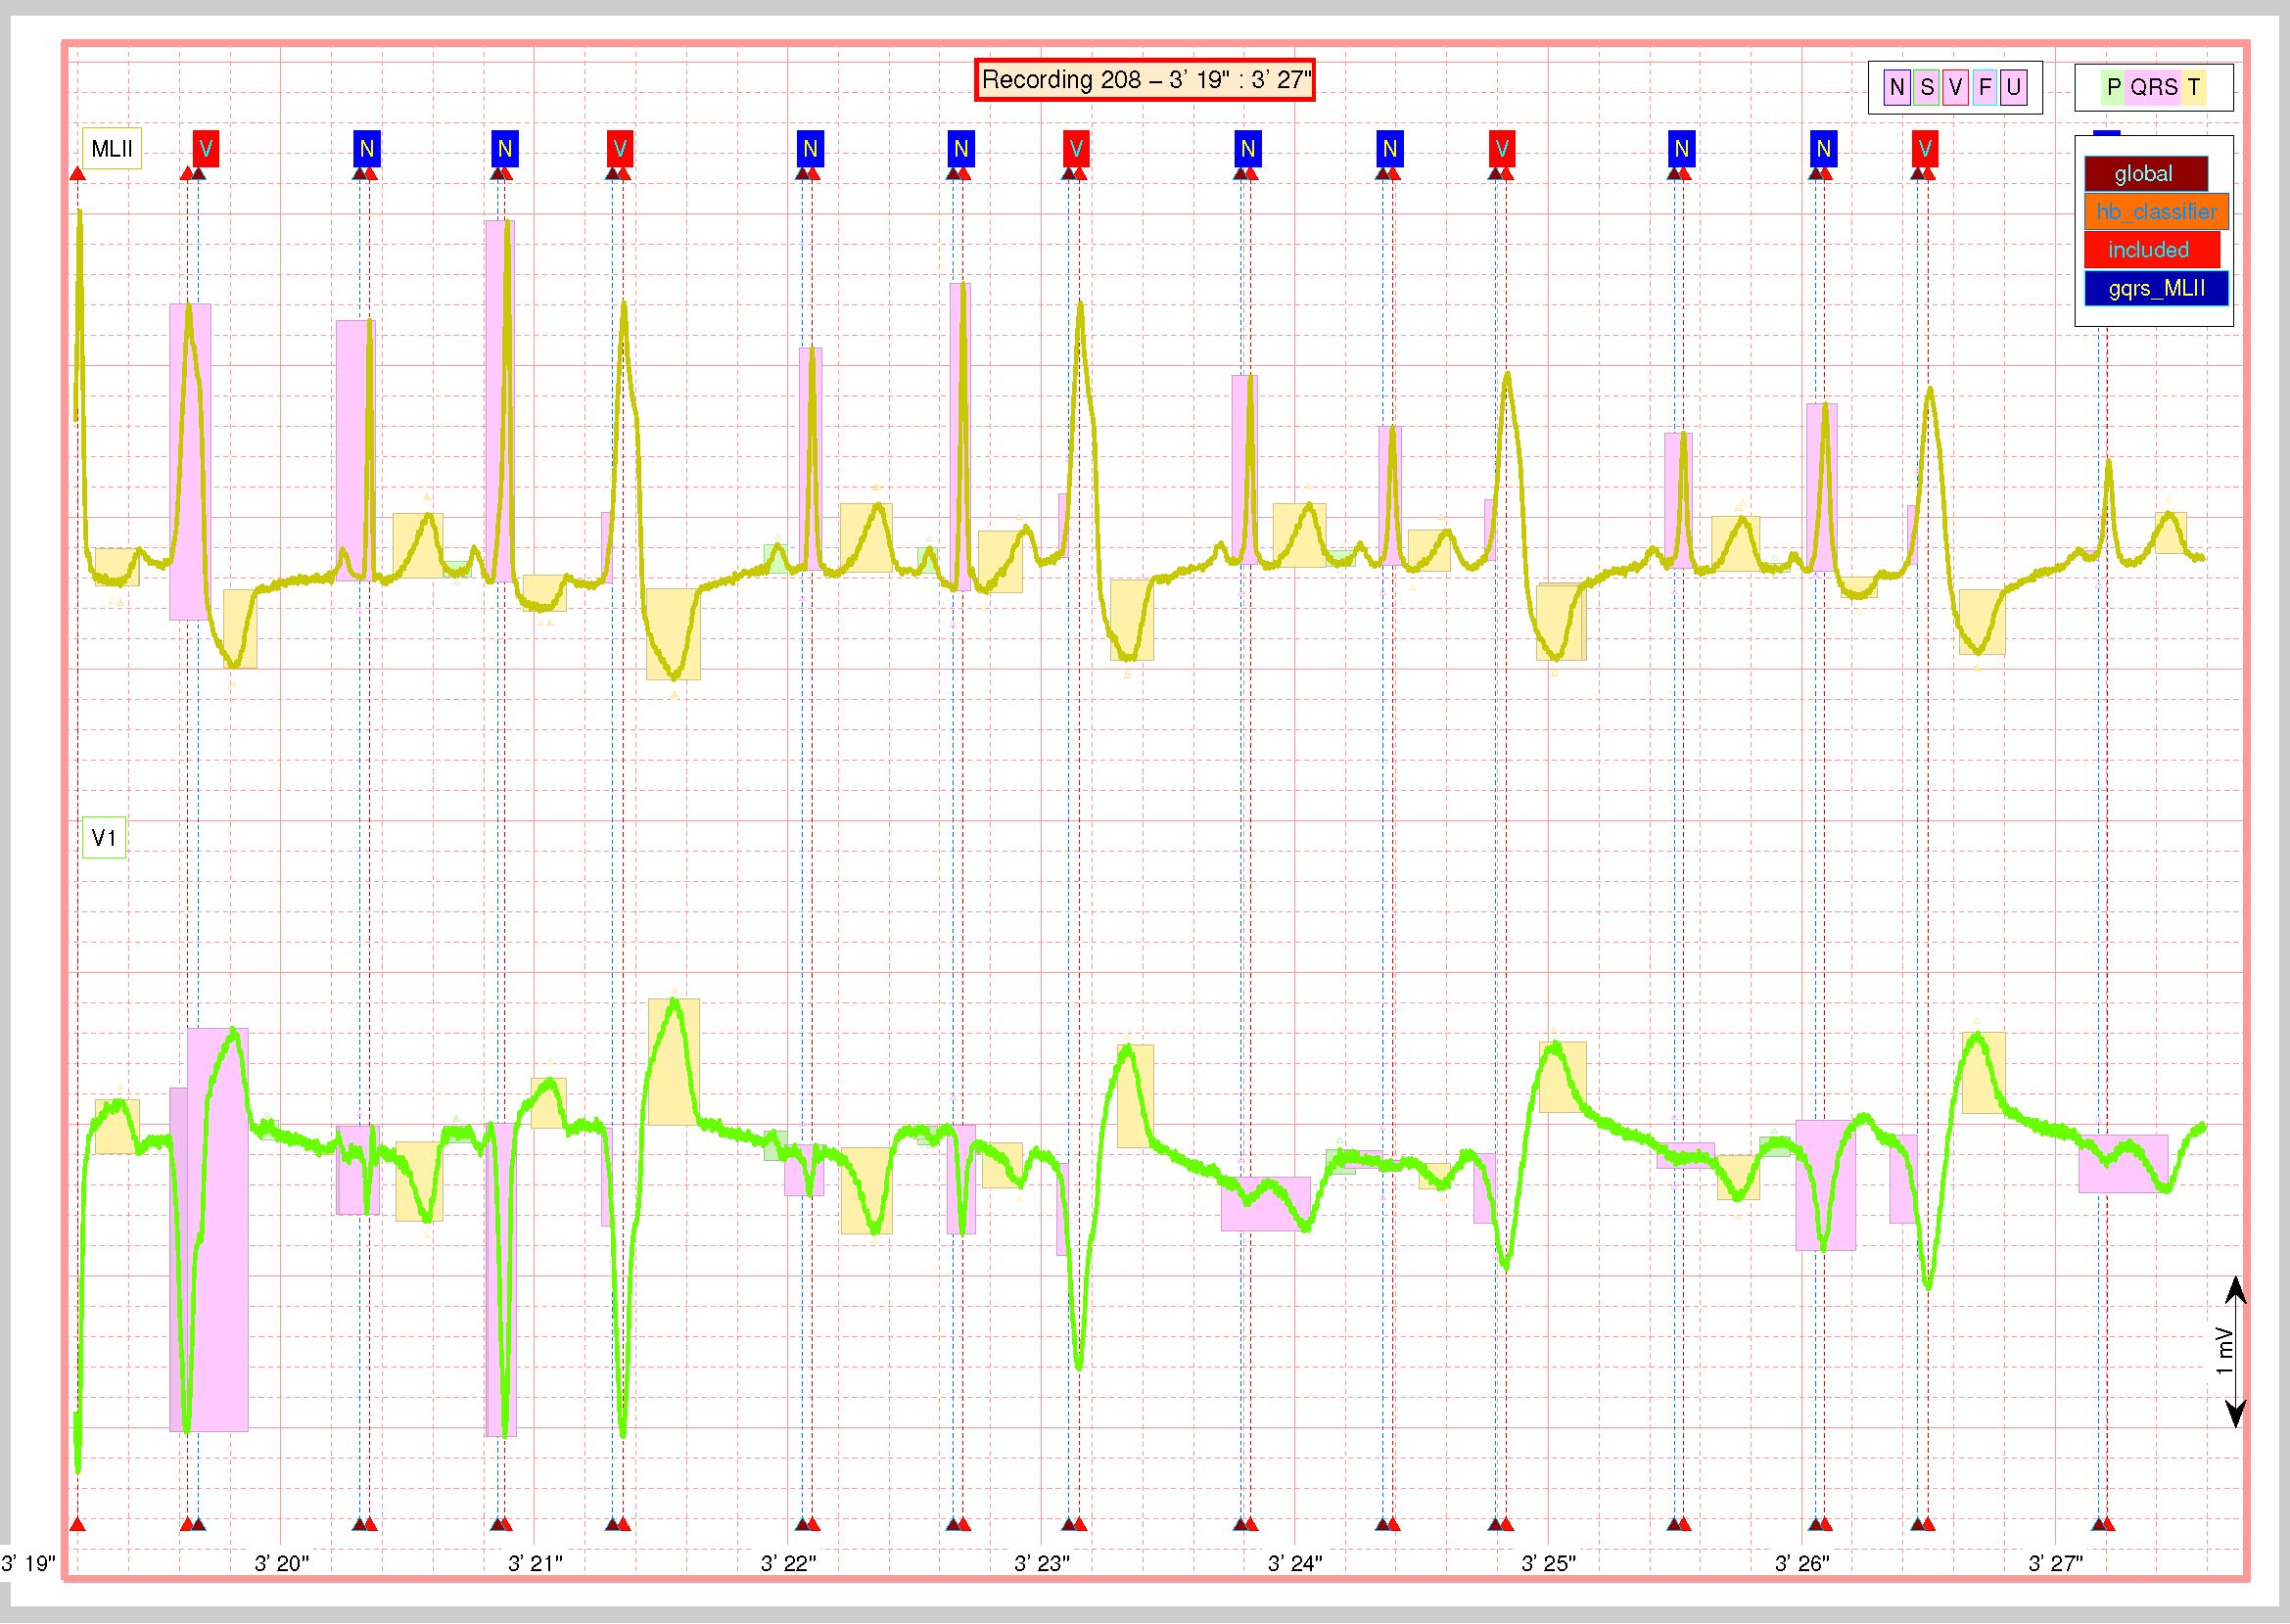 Recording 208 – 3' 19" : 3' 27"
N S V F U
P QRS T
MLII
V N N V N N V N N V N N V
global
hb_classifier
included
gqrs_MLII
V1
1 mV
3' 19" 3' 20" 3' 21" 3' 22" 3' 23" 3' 24" 3' 25" 3' 26" 3' 27"